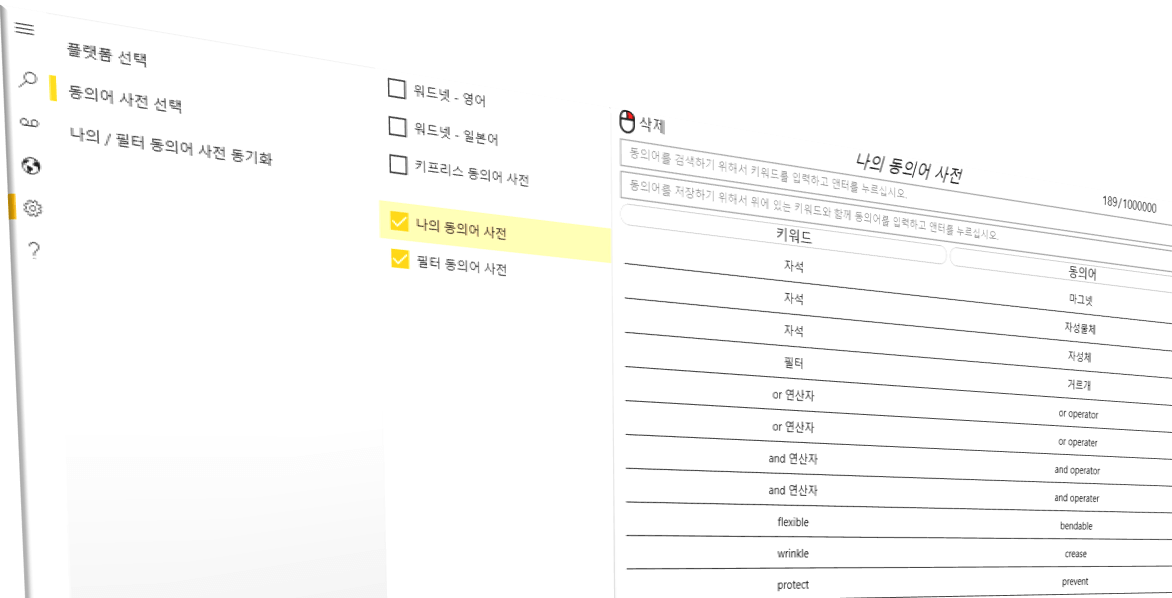 플랫폼 선택
동의어 사전 선택
나의 / 필터 동의어 사전 동기화
?
워드넷 - 영어
워드넷 - 일본어
키프리스 동의어 사전
나의 동의어 사전
필터 동의어 사전
삭제
나의 동의어 사전
189/1000000
동의어를 검색하기 위해서 키워드를 입력하고 엔터를 누르십시오.
동의어를 저장하기 위해서 위에 있는 키워드와 함께 동의어를 입력하고 엔터를 누르십시오.
키워드 동의어
자석 마그넷
자석 자성물체
자석 자성체
필터 거르개
or 연산자 or operator
or 연산자 or operater
and 연산자 and operator
and 연산자 and operater
flexible bendable
wrinkle crease
protect prevent